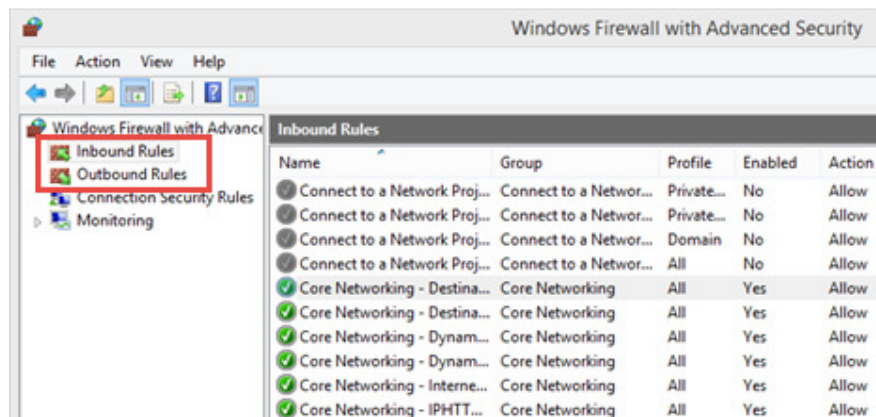 Windows Firewall with Advanced Security
File Action View Help
Windows Firewall with Advance
Inbound Rules
Outbound Rules
Connection Security Rules
Monitoring
Inbound Rules
Name Group Profile Enabled Action
Connect to a Network Proj... Connect to a Networ... Private... No Allow
Connect to a Network Proj... Connect to a Networ... Private... No Allow
Connect to a Network Proj... Connect to a Networ... Domain No Allow
Connect to a Network Proj... Connect to a Networ... All No Allow
Core Networking - Destina... Core Networking All Yes Allow
Core Networking - Destina... Core Networking All Yes Allow
Core Networking - Dynam... Core Networking All Yes Allow
Core Networking - Dynam... Core Networking All Yes Allow
Core Networking - Interne... Core Networking All Yes Allow
Core Networking - IPHTT... Core Networking All Yes Allow